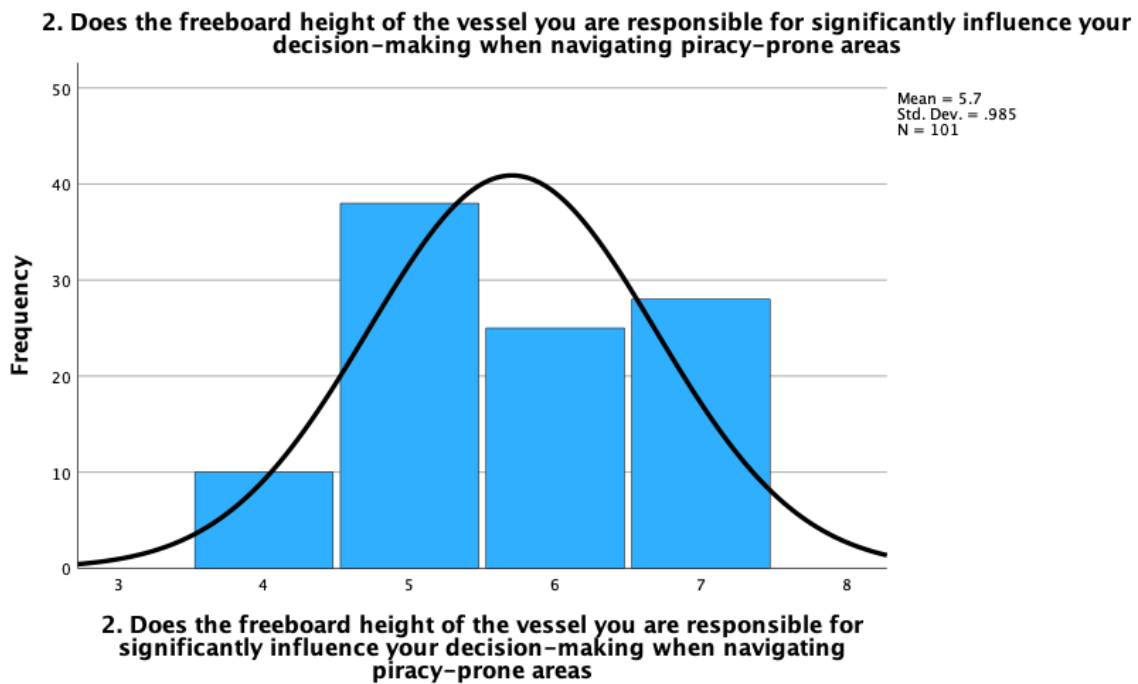 2. Does the freeboard height of the vessel you are responsible for significantly influence your
decision-making when navigating piracy-prone areas
50
40
30
20
10
0
Frequency
Mean = 5.7
Std. Dev. = .985
N = 101
3
4
5
6
7
8
2. Does the freeboard height of the vessel you are responsible for
significantly influence your decision-making when navigating
piracy-prone areas